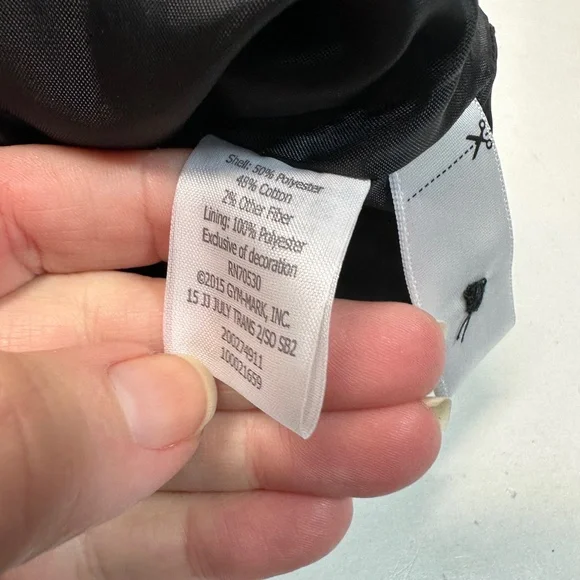 Shell: 50% Polyester
48% Cotton
2% Other Fiber
Lining: 100% Polyester
Exclusive of decoration
RN70530
©2015 GYM-MARK, INC.
15 JJ JULY TRANS 2/SO SB2
200274911
100021659